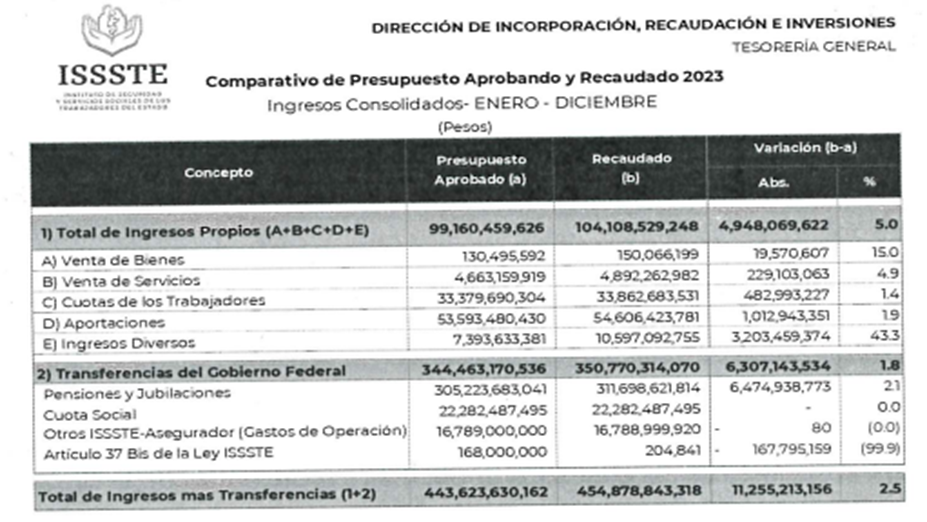 DIRECCIÓN DE INCORPORACIÓN, RECAUDACIÓN E INVERSIONES
TESORERÍA GENERAL
ISSSTE
INSTITUTO DE SEGURIDAD
Y SERVICIOS SOCIALES DE LOS
TRABAJADORES DEL ESTADO
Comparativo de Presupuesto Aprobando y Recaudado 2023
Ingresos Consolidados- ENERO - DICIEMBRE
(Pesos)
Concepto Presupuesto Aprobado (a) Recaudado (b) Variación (b-a) Abs. %
1) Total de Ingresos Propios (A+B+C+D+E) 99,160,459,626 104,108,529,248 4,948,069,622 5.0
A) Venta de Bienes 130,495,592 150,066,199 19,570,607 15.0
B) Venta de Servicios 4,663,159,919 4,892,262,982 229,103,063 4.9
C) Cuotas de los Trabajadores 33,379,690,304 33,862,683,531 482,993,227 1.4
D) Aportaciones 53,593,480,430 54,606,423,781 1,012,943,351 1.9
E) Ingresos Diversos 7,393,633,381 10,597,092,755 3,203,459,374 43.3
2) Transferencias del Gobierno Federal 344,463,170,536 350,770,314,070 6,307,143,534 1.8
Pensiones y Jubilaciones 305,223,683,041 311,698,621,814 6,474,938,773 2.1
Cuota Social 22,282,487,495 22,282,487,495 - 0.0
Otros ISSSTE-Asegurador (Gastos de Operación) 16,789,000,000 16,788,999,920 - 80 (0.0)
Artículo 37 Bis de la Ley ISSSTE 168,000,000 204,841 - 167,795,159 (99.9)
Total de Ingresos mas Transferencias (1+2) 443,623,630,162 454,878,843,318 11,255,213,156 2.5